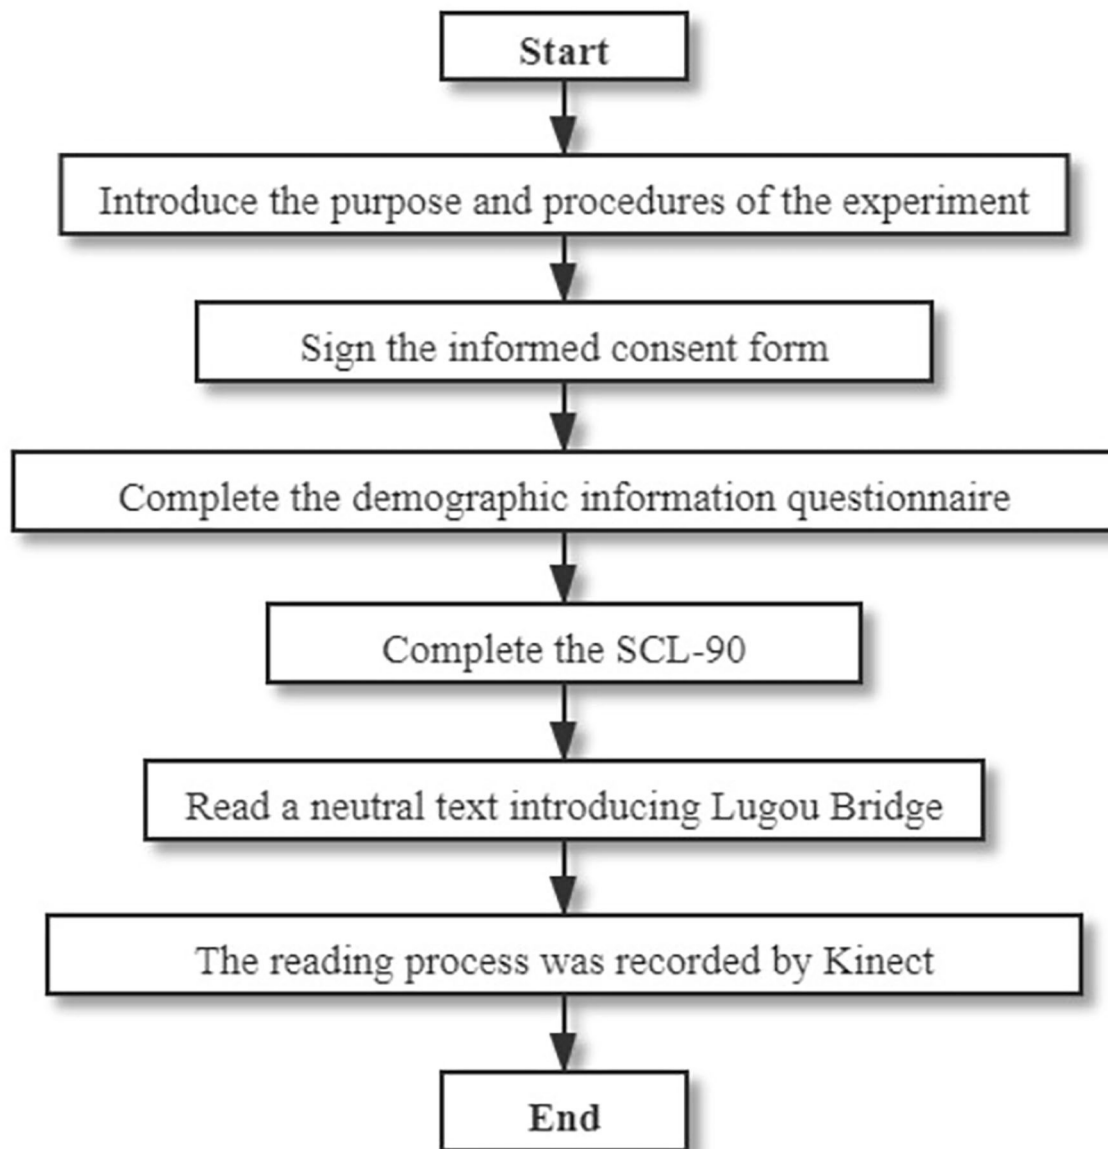 Start
Introduce the purpose and procedures of the experiment
Sign the informed consent form
Complete the demographic information questionnaire
Complete the SCL-90
Read a neutral text introducing Lugou Bridge
The reading process was recorded by Kinect
End